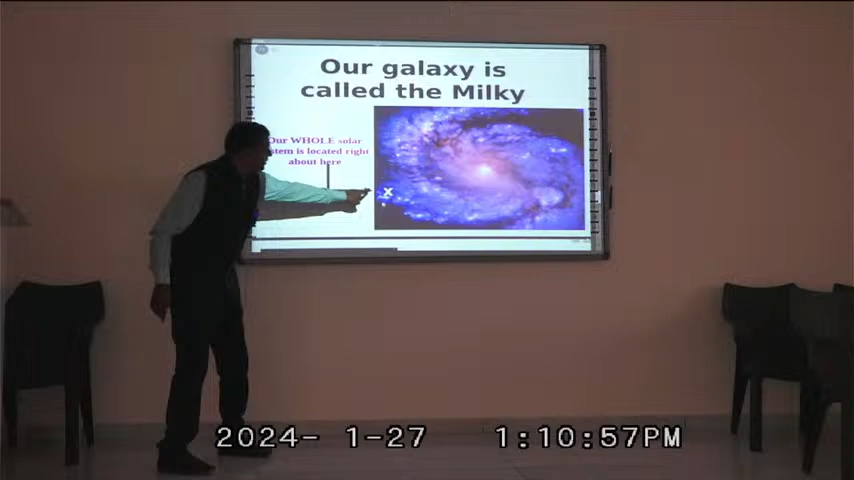 Our galaxy is
called the Milky
Our WHOLE solar
is located right
about here
X
2024- 1-27 1:10:57PM